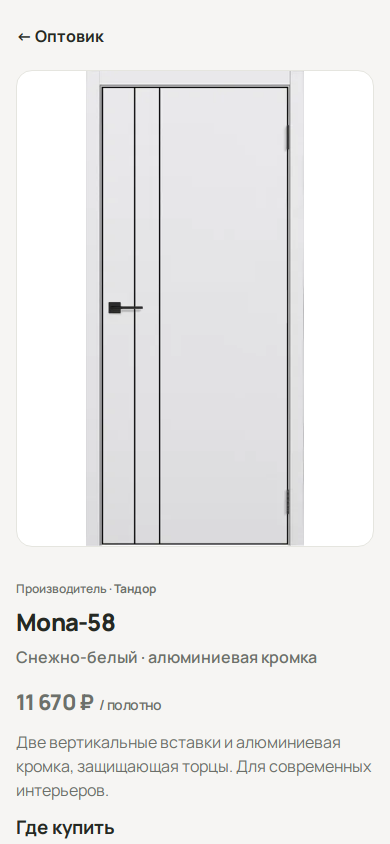 ← Оптовик
Производитель · Тандор
Mona-58
Снежно-белый · алюминиевая кромка
11 670 ₽ / полотно
Две вертикальные вставки и алюминиевая
кромка, защищающая торцы. Для современных
интерьеров.
Где купить